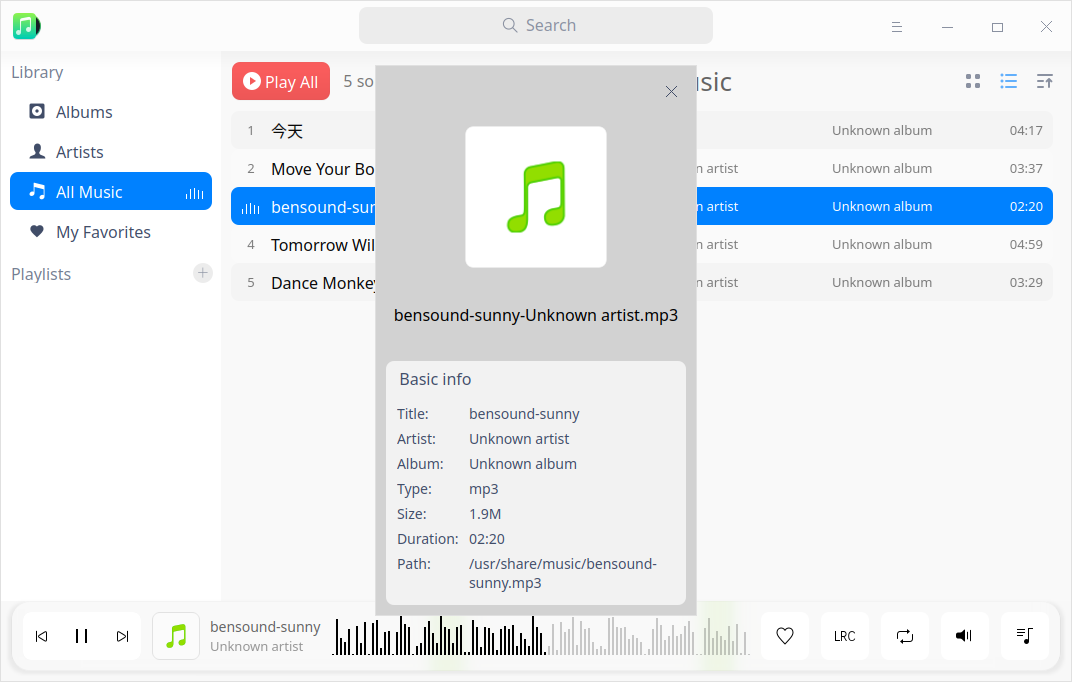 Search
Library
Albums
Artists
All Music
My Favorites
Playlists
Play All
5 so
sic
1 今天 Unknown album 04:17
2 Move Your Bo artist Unknown album 03:37
bensound-sun artist Unknown album 02:20
4 Tomorrow Wil artist Unknown album 04:59
5 Dance Monkey artist Unknown album 03:29
bensound-sunny-Unknown artist.mp3
Basic info
Title: bensound-sunny
Artist: Unknown artist
Album: Unknown album
Type: mp3
Size: 1.9M
Duration: 02:20
Path: /usr/share/music/bensound-
sunny.mp3
bensound-sunny
Unknown artist
LRC